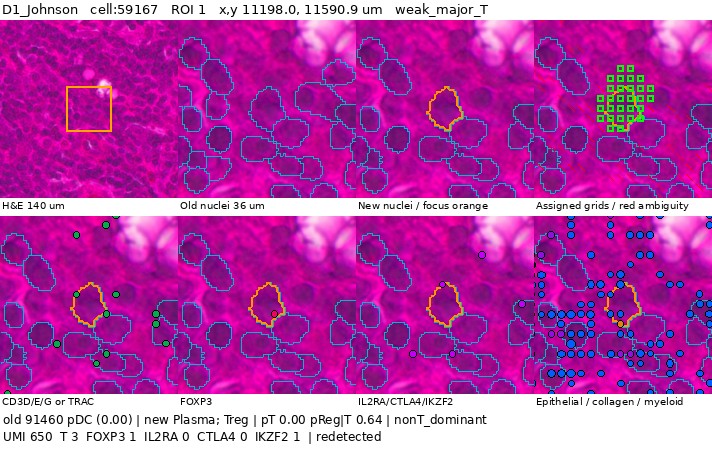 D1_Johnson cell:59167 ROI 1 x,y 11198.0, 11590.9 um weak_major_T
H&E 140 um
Old nuclei 36 um
New nuclei / focus orange
Assigned grids / red ambiguity
CD3D/E/G or TRAC
FOXP3
IL2RA/CTLA4/IKZF2
Epithelial / collagen / myeloid
old 91460 pDC (0.00) | new Plasma; Treg | pT 0.00 pReg|T 0.64 | nonT_dominant
UMI 650 T 3 FOXP3 1 IL2RA 0 CTLA4 0 IKZF2 1 | redetected